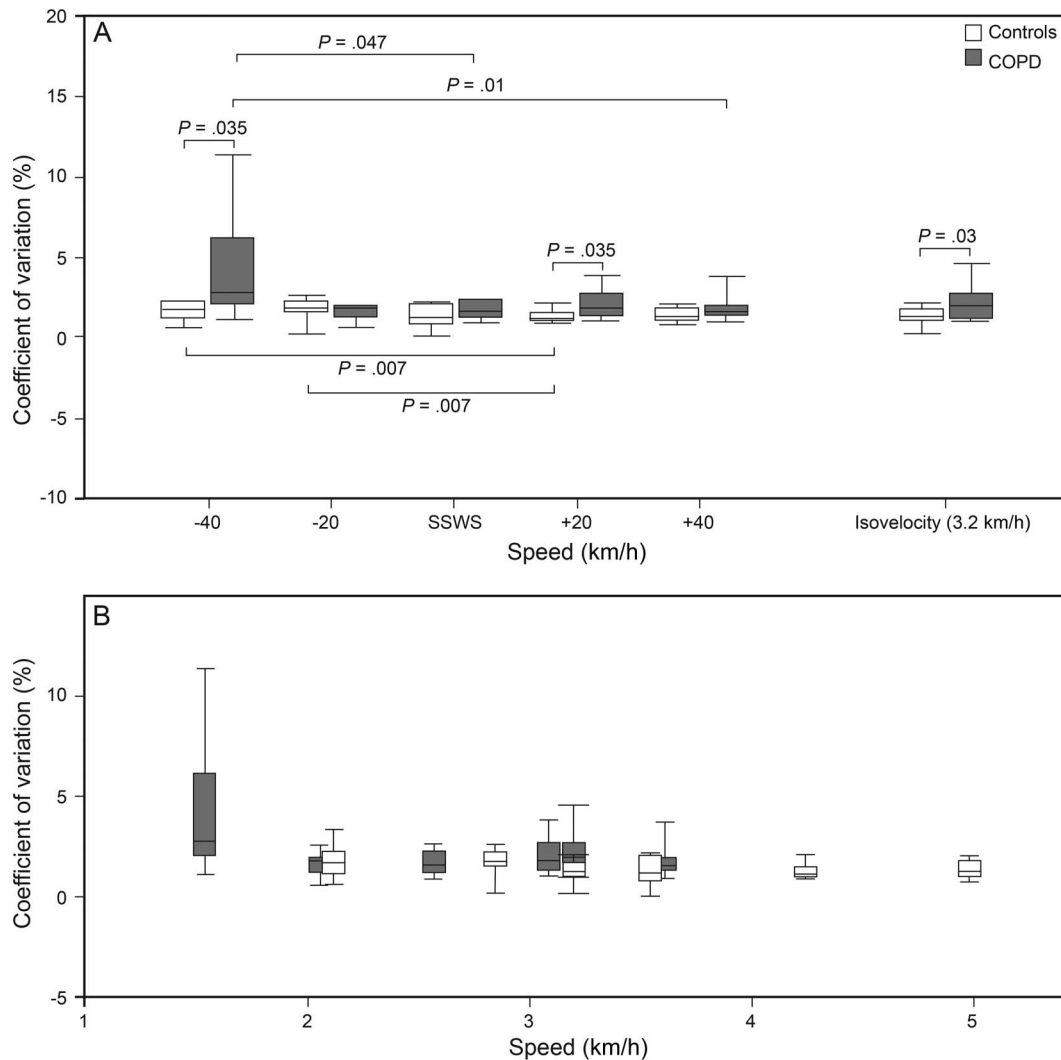 A
Controls
COPD
P = .047
P = .01
P = .035
P = .035
P = .03
P = .007
P = .007
20
15
10
5
0
-5
-10
Coefficient of variation (%)
-40 -20 SSWS +20 +40 Isovelocity (3.2 km/h)
Speed (km/h)
B
10
5
0
-5
Coefficient of variation (%)
1 2 3 4 5
Speed (km/h)